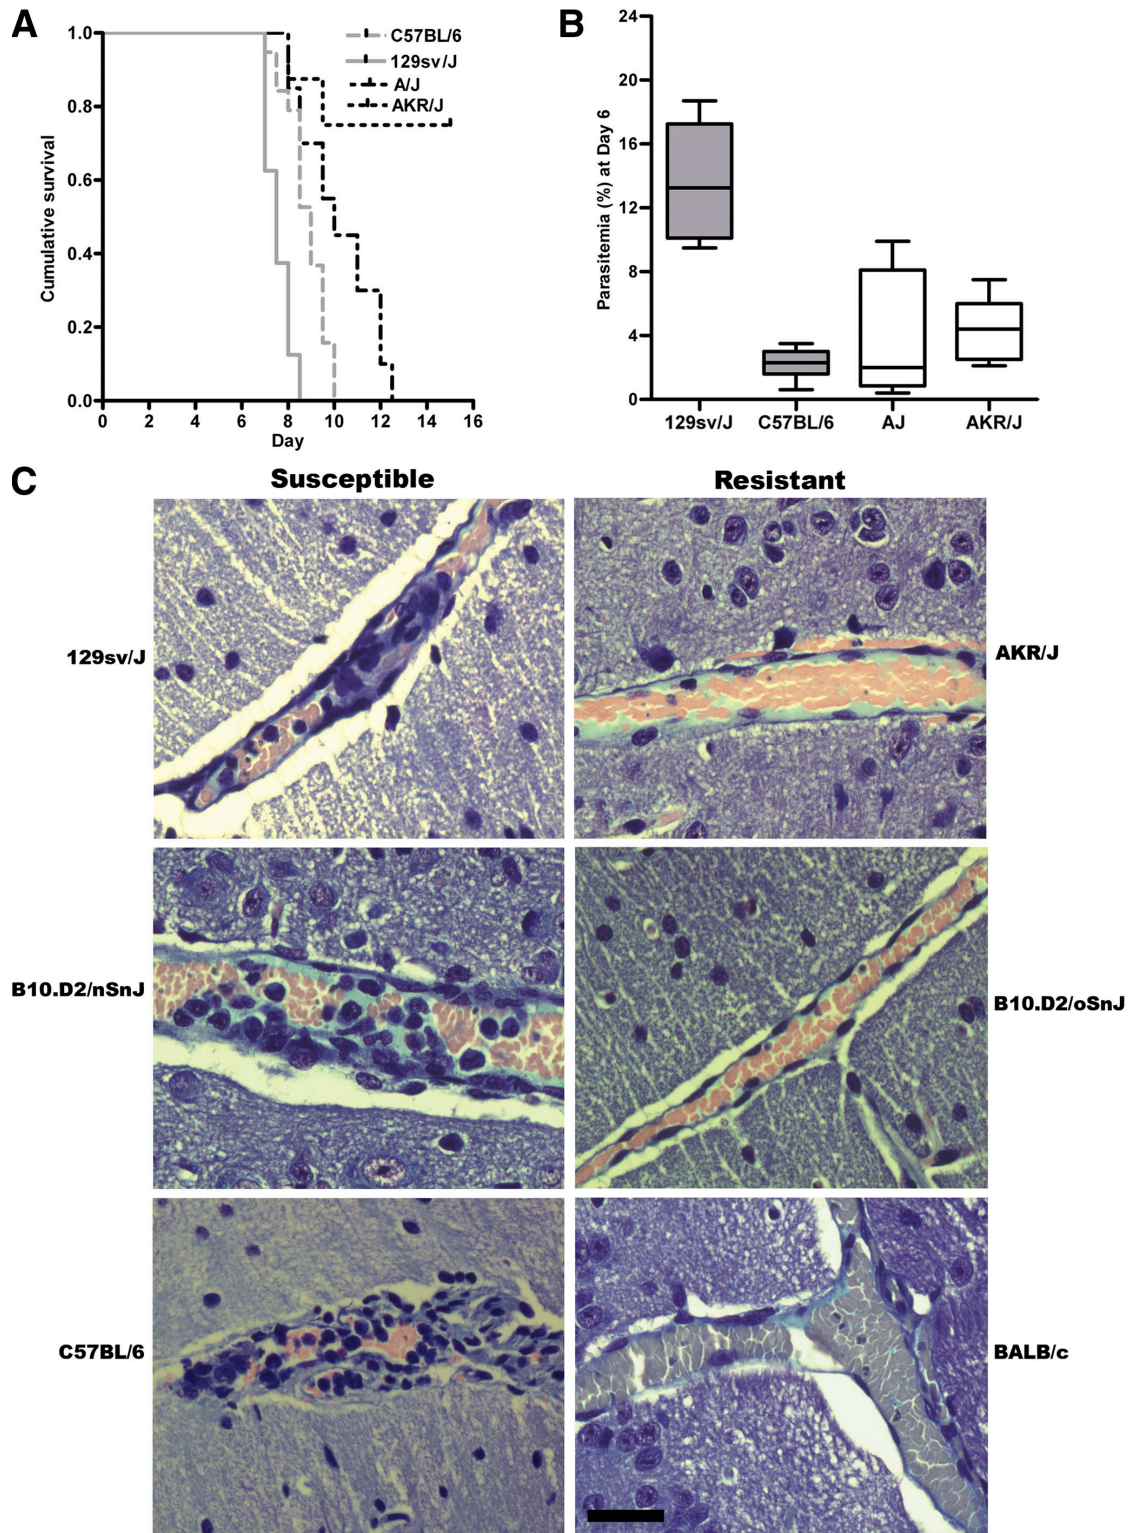 A
Cumulative survival
1.0
0.8
0.6
0.4
0.2
0.0
0 2 4 6 8 10 12 14 16
Day
C57BL/6
129sv/J
A/J
AKR/J
B
Parasitemia (%) at Day 6
24
20
16
12
8
4
0
129sv/J C57BL/6 AJ AKR/J
C
Susceptible Resistant
129sv/J AKR/J
B10.D2/nSnJ B10.D2/oSnJ
C57BL/6 BALB/c